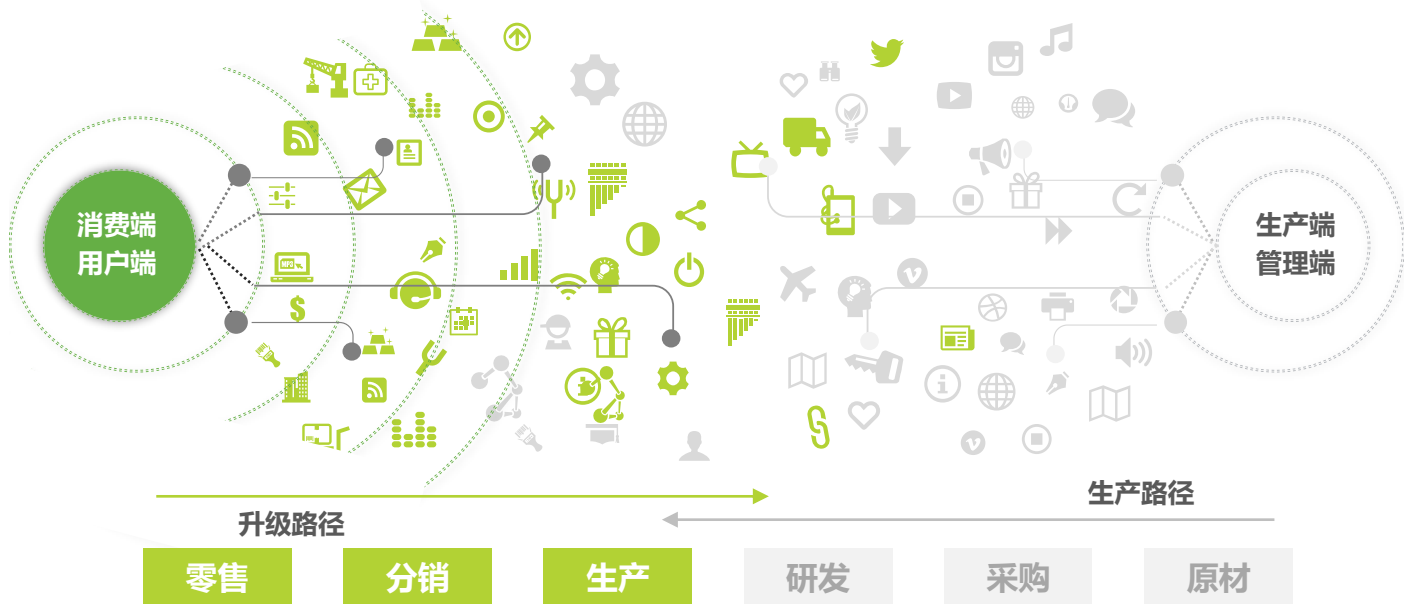 消费端
用户端
生产端
管理端
生产路径
升级路径
零售
分销
生产
研发
采购
原材